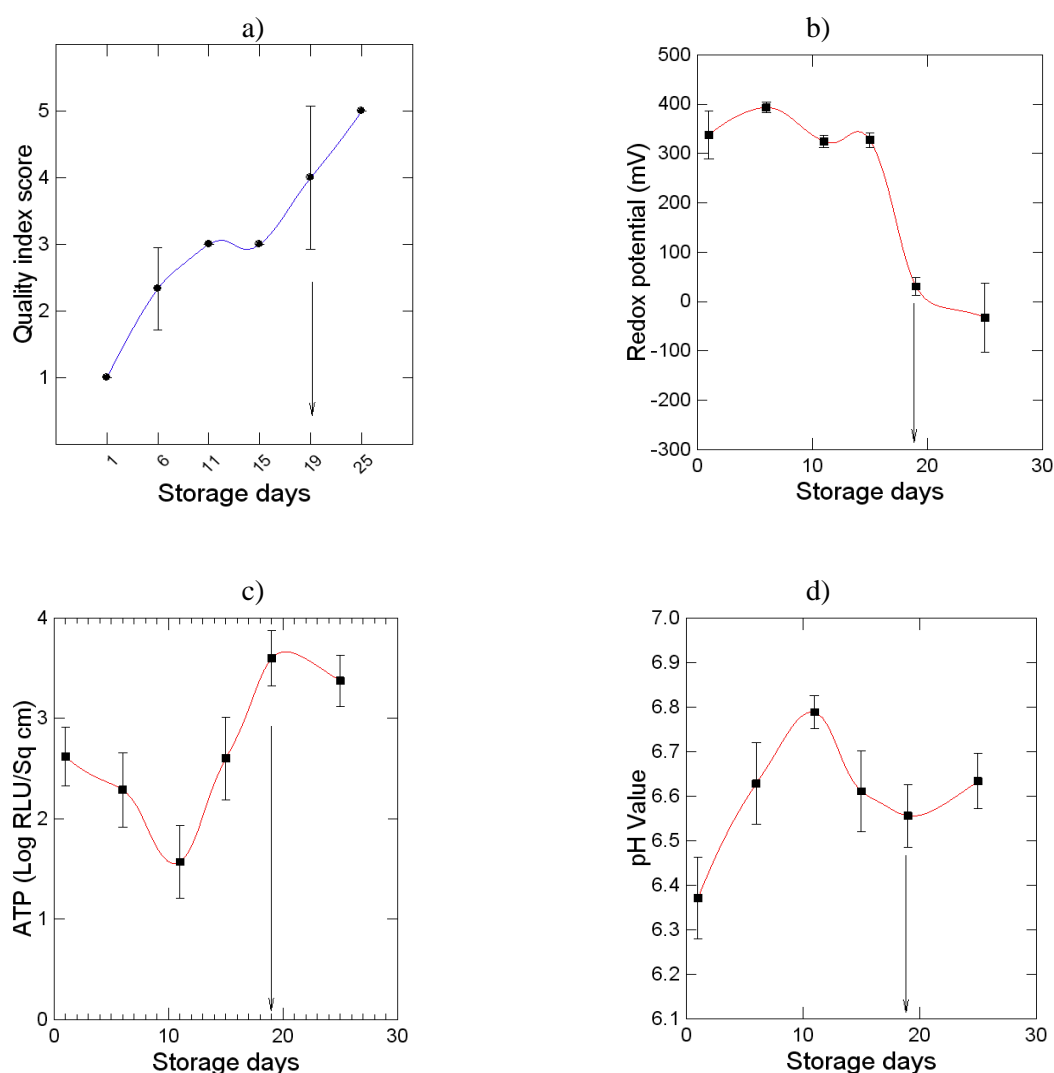 a)
Quality index score
5
4
3
2
1
1 6 11 15 19 25
Storage days
b)
Redox potential (mV)
500
400
300
200
100
0
-100
-200
-300
0 10 20 30
Storage days
c)
ATP (Log RLU/Sq cm)
4
3
2
1
0
0 10 20 30
Storage days
d)
pH Value
7.0
6.9
6.8
6.7
6.6
6.5
6.4
6.3
6.2
6.1
0 10 20 30
Storage days